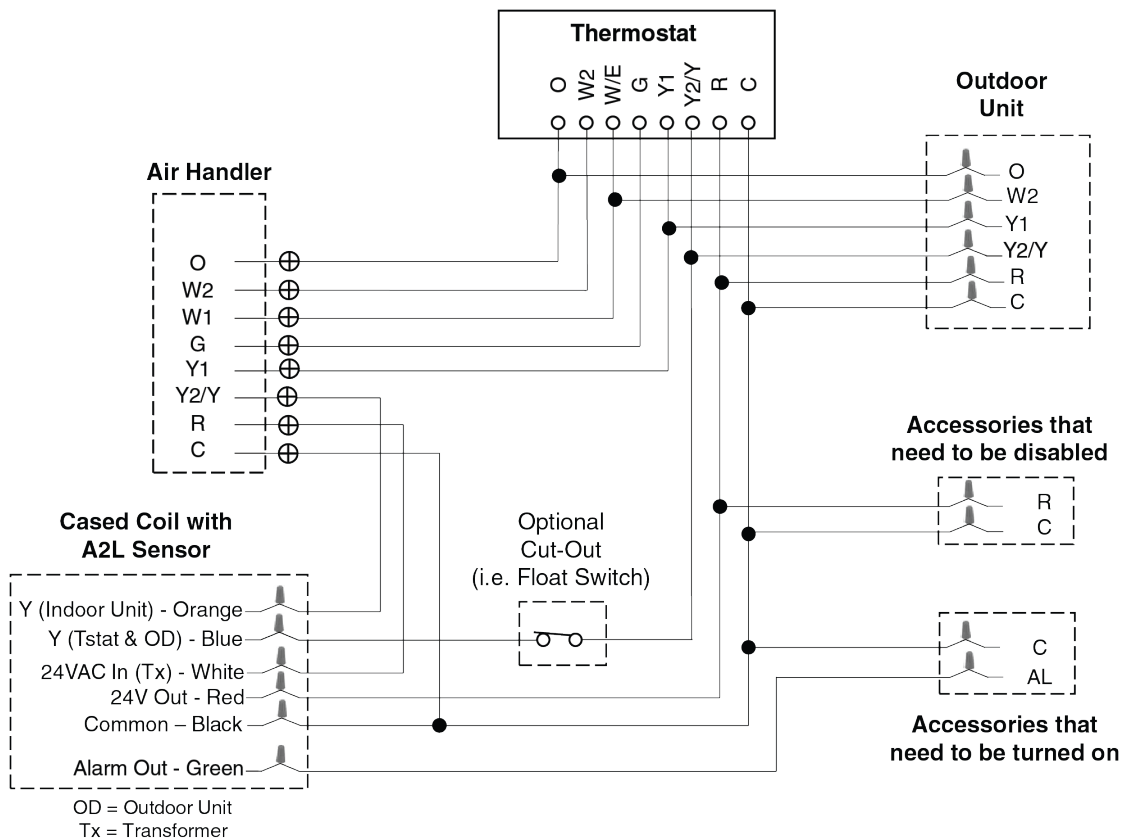 Thermostat
O
W2
W/E
G
Y1
Y2/Y
R
C
Outdoor
Unit
O
W2
Y1
Y2/Y
R
C
Air Handler
O
W2
W1
G
Y1
Y2/Y
R
C
Accessories that
need to be disabled
R
C
Cased Coil with
A2L Sensor
Y (Indoor Unit) - Orange
Y (Tstat & OD) - Blue
24VAC In (Tx) - White
24V Out - Red
Common – Black
Alarm Out - Green
OD = Outdoor Unit
Tx = Transformer
Optional
Cut-Out
(i.e. Float Switch)
C
AL
Accessories that
need to be turned on